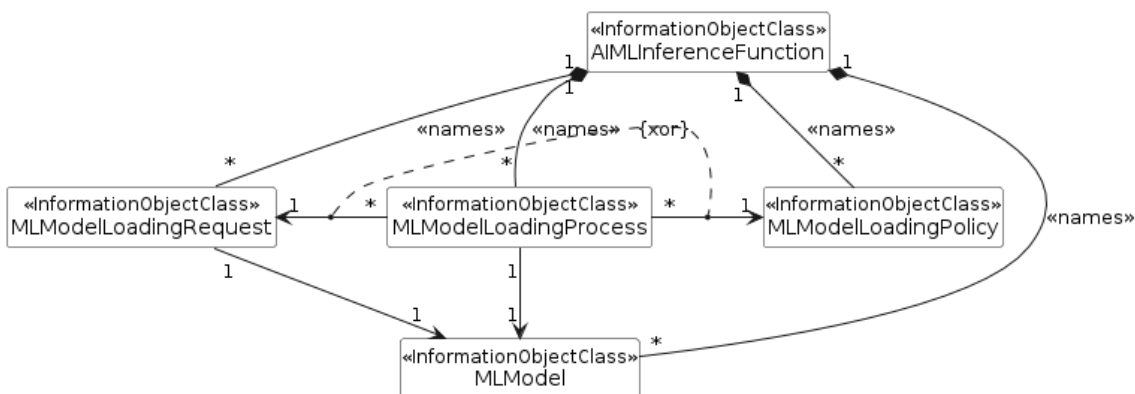 «InformationObjectClass»
AIMLInferenceFunction
1
1
1
1
«names»
«names»
{xor}
«names»
*
*
*
«names»
«InformationObjectClass»
MLModelLoadingRequest
1
*
«InformationObjectClass»
MLModelLoadingProcess
*
1
«InformationObjectClass»
MLModelLoadingPolicy
1
1
1
1
*
«InformationObjectClass»
MLModel